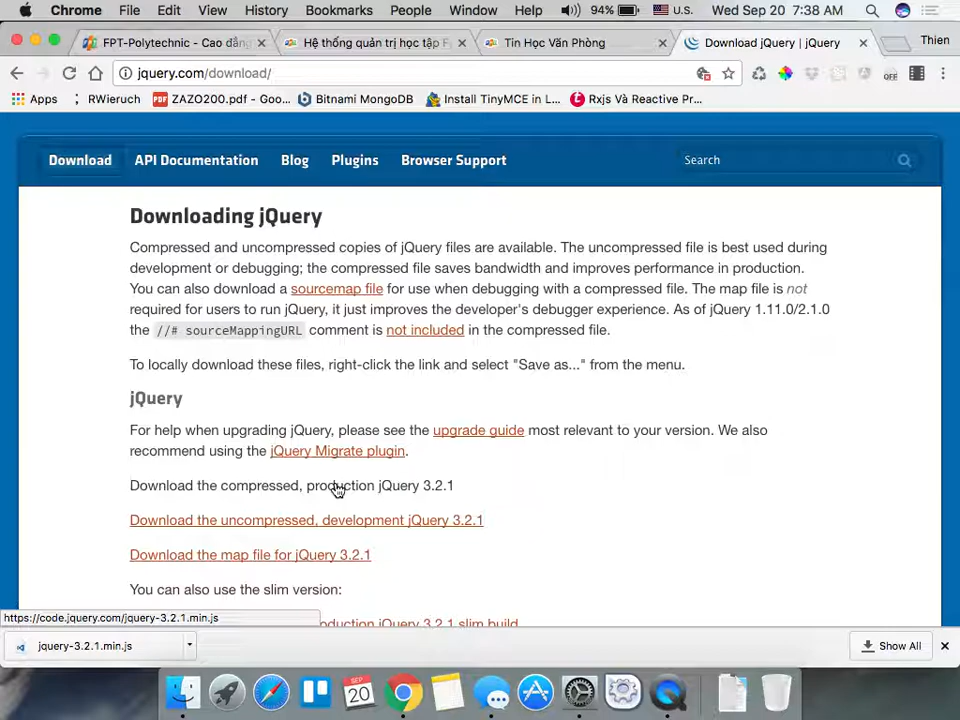 Chrome File Edit View History Bookmarks People Window Help 94% U.S. Wed Sep 20 7:38 AM
FPT-Polytechnic - Cao đẳng Hệ thống quản trị học tập F Tin Học Văn Phòng Download jQuery | jQuery Thien
jquery.com/download/ OFF
Apps RWieruch PDF ZAZO200.pdf - Goo... Bitnami MongoDB Install TinyMCE in L... Rxjs Và Reactive Pr...
Download API Documentation Blog Plugins Browser Support Search
Downloading jQuery
Compressed and uncompressed copies of jQuery files are available. The uncompressed file is best used during
development or debugging; the compressed file saves bandwidth and improves performance in production.
You can also download a sourcemap file for use when debugging with a compressed file. The map file is not
required for users to run jQuery, it just improves the developer's debugger experience. As of jQuery 1.11.0/2.1.0
the //# sourceMappingURL comment is not included in the compressed file.
To locally download these files, right-click the link and select "Save as..." from the menu.
jQuery
For help when upgrading jQuery, please see the upgrade guide most relevant to your version. We also
recommend using the jQuery Migrate plugin.
Download the compressed, production jQuery 3.2.1
Download the uncompressed, development jQuery 3.2.1
Download the map file for jQuery 3.2.1
You can also use the slim version:
https://code.jquery.com/jquery-3.2.1.min.js
oduction jQuery 3.2.1 slim build
jquery-3.2.1.min.js Show All
SEP
20